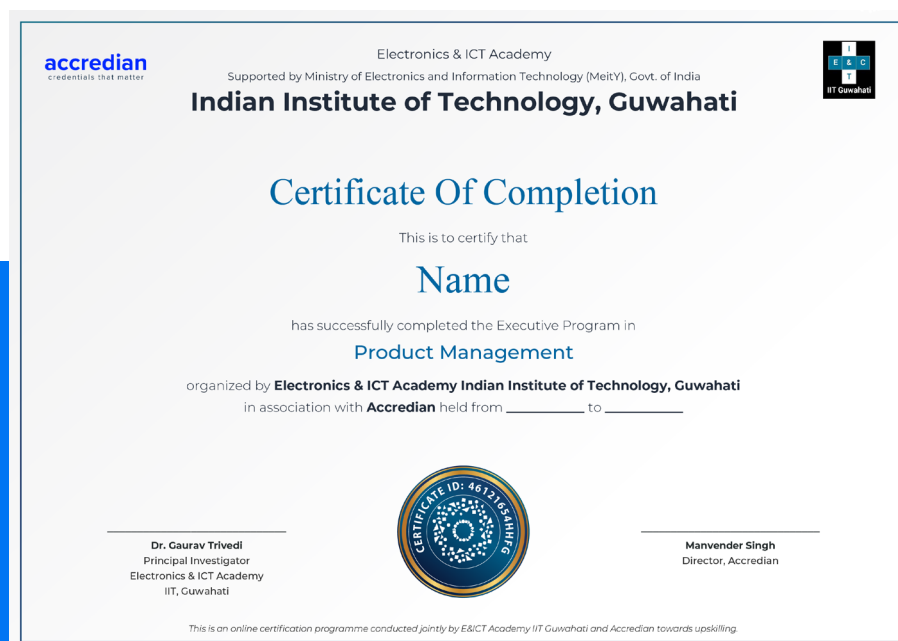 accredian
credentials that matter
Electronics & ICT Academy
Supported by Ministry of Electronics and Information Technology (MeitY), Govt. of India
Indian Institute of Technology, Guwahati
I
E & C
T
IIT Guwahati
Certificate Of Completion
This is to certify that
Name
has successfully completed the Executive Program in
Product Management
organized by Electronics & ICT Academy Indian Institute of Technology, Guwahati
in association with Accredian held from ____________ to ____________
CERTIFICATE ID: 46121654HHFG
Dr. Gaurav Trivedi
Principal Investigator
Electronics & ICT Academy
IIT, Guwahati
Manvender Singh
Director, Accredian
This is an online certification programme conducted jointly by E&ICT Academy IIT Guwahati and Accredian towards upskilling.